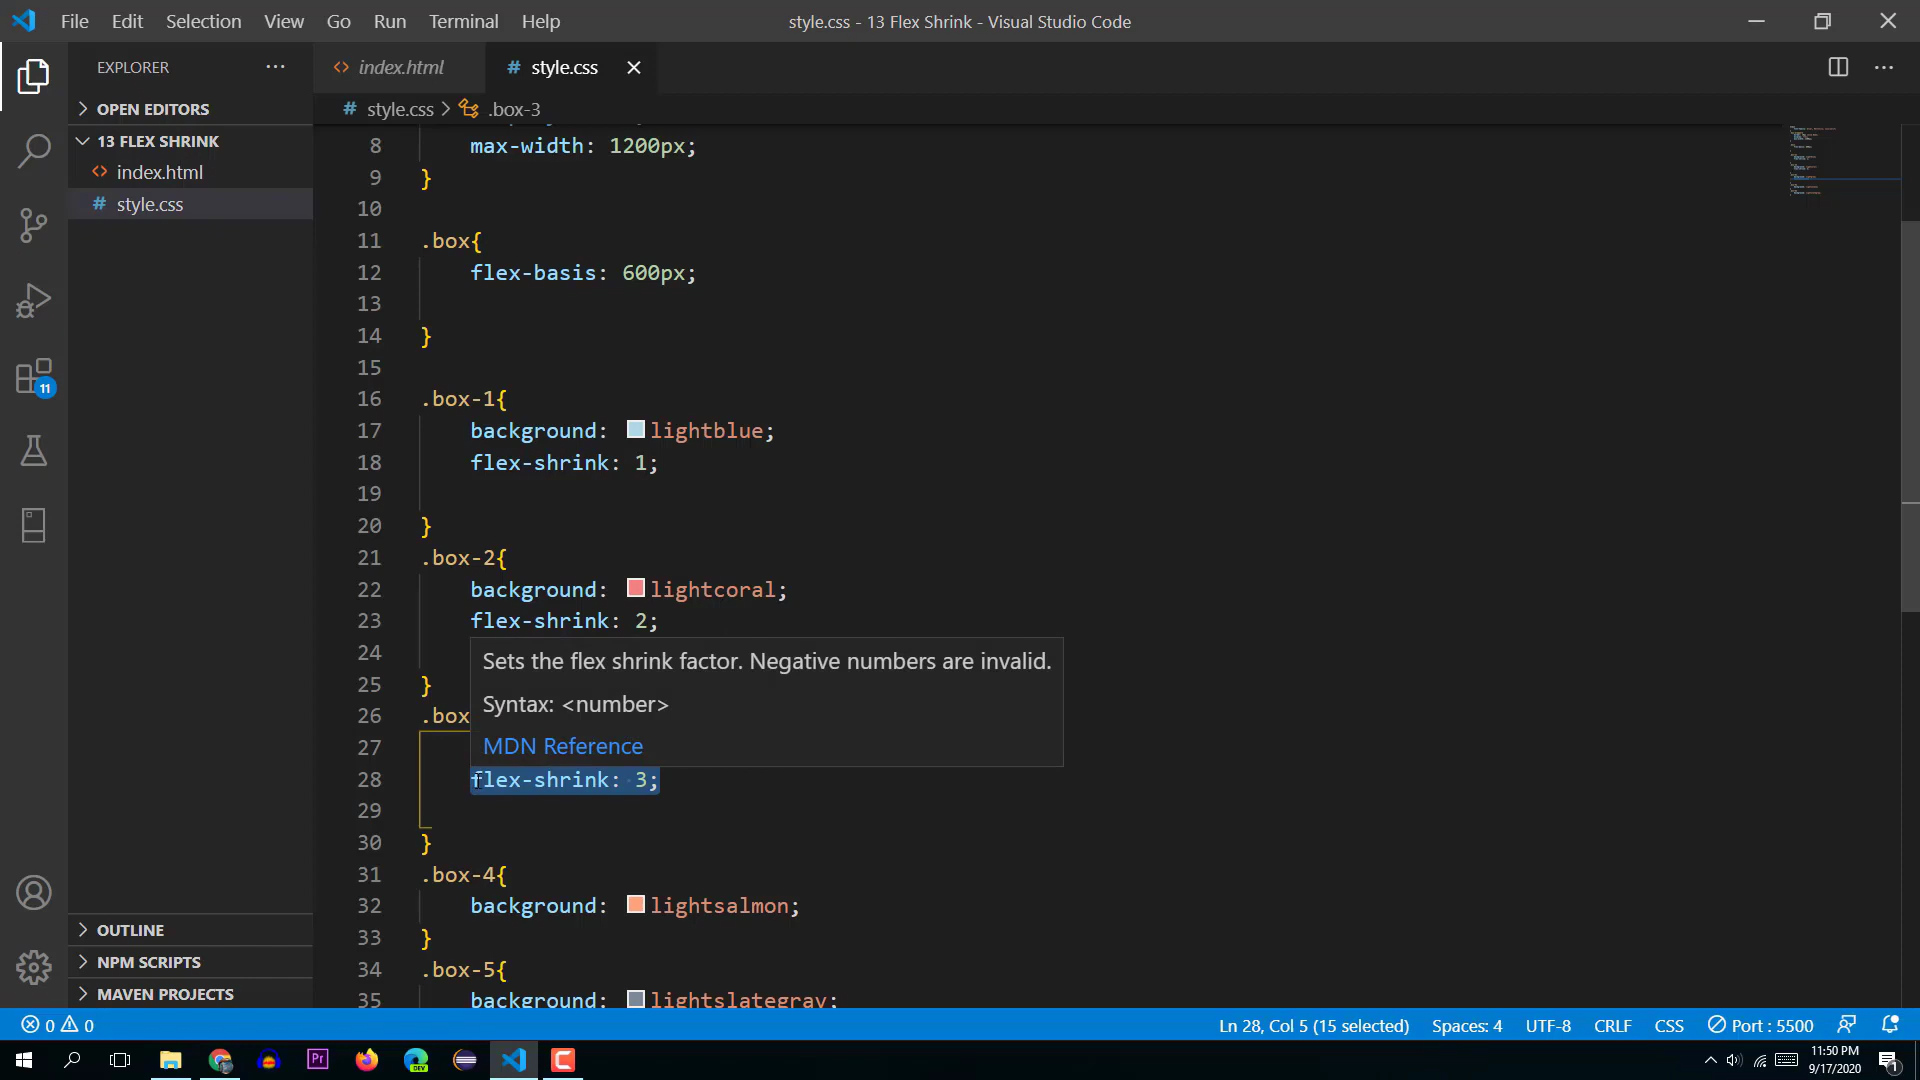 File Edit Selection View Go Run Terminal Help
style.css - 13 Flex Shrink - Visual Studio Code
EXPLORER
OPEN EDITORS
13 FLEX SHRINK
index.html
style.css
11
OUTLINE
NPM SCRIPTS
MAVEN PROJECTS
index.html
style.css
style.css > .box-3
8 max-width: 1200px;
9 }
10
11 .box{
12 flex-basis: 600px;
13
14 }
15
16 .box-1{
17 background: lightblue;
18 flex-shrink: 1;
19
20 }
21 .box-2{
22 background: lightcoral;
23 flex-shrink: 2;
24
25 }
26 .box
27
28 flex-shrink: 3;
29
30 }
31 .box-4{
32 background: lightsalmon;
33 }
34 .box-5{
35 background: lightslategray;
Sets the flex shrink factor. Negative numbers are invalid.
Syntax: <number>
MDN Reference
0 0
Ln 28, Col 5 (15 selected) Spaces: 4 UTF-8 CRLF CSS Port : 5500
Pr
DEV
11:50 PM
9/17/2020
1